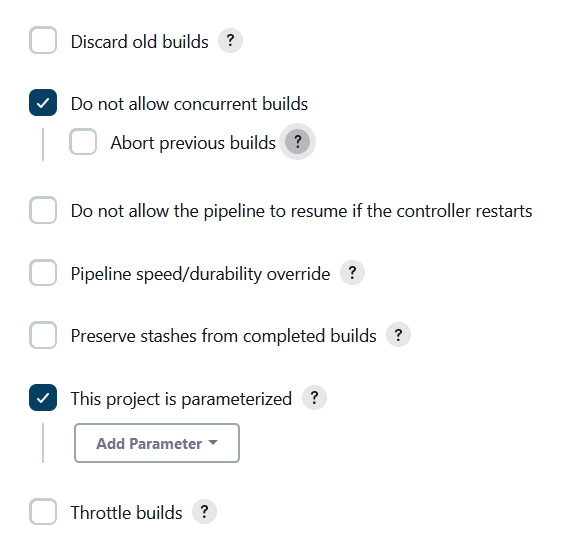 Discard old builds ?
Do not allow concurrent builds
Abort previous builds ?
Do not allow the pipeline to resume if the controller restarts
Pipeline speed/durability override ?
Preserve stashes from completed builds ?
This project is parameterized ?
Add Parameter
Throttle builds ?